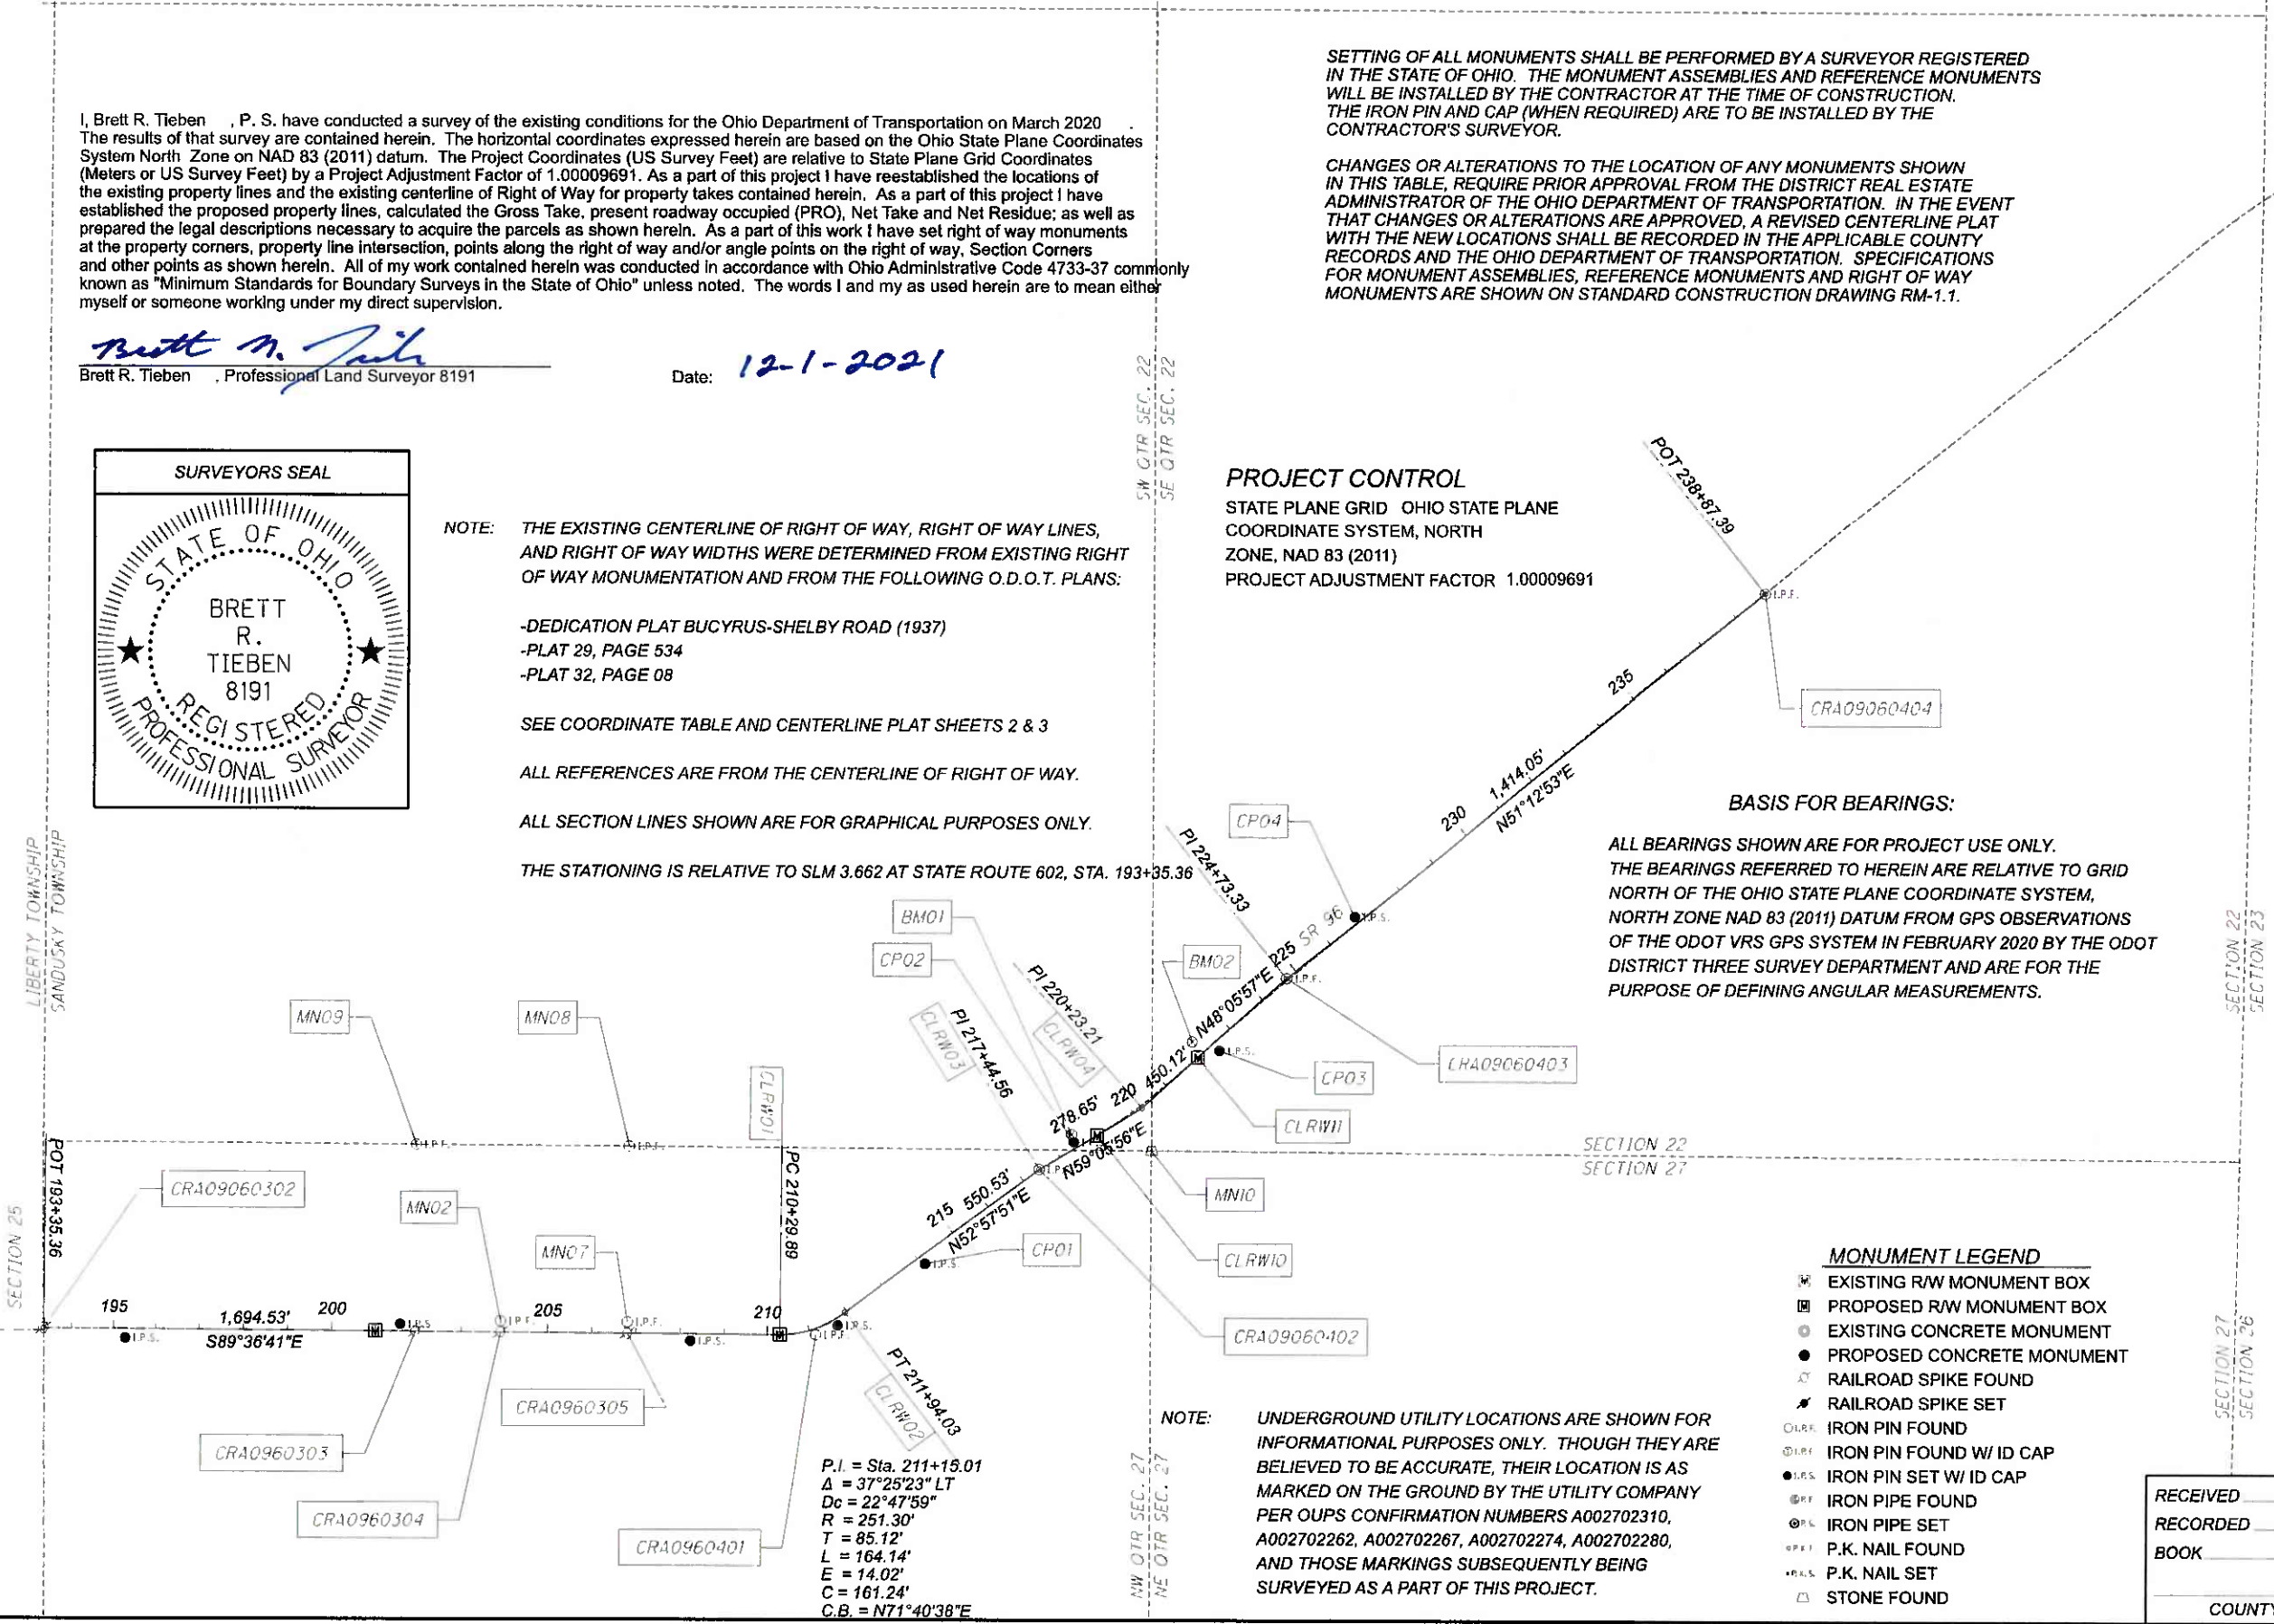 I, Brett R. Tieben , P. S. have conducted a survey of the existing conditions for the Ohio Department of Transportation on March 2020 .
The results of that survey are contained herein. The horizontal coordinates expressed herein are based on the Ohio State Plane Coordinates
System North Zone on NAD 83 (2011) datum. The Project Coordinates (US Survey Feet) are relative to State Plane Grid Coordinates
(Meters or US Survey Feet) by a Project Adjustment Factor of 1.00009691. As a part of this project I have reestablished the locations of
the existing property lines and the existing centerline of Right of Way for property takes contained herein. As a part of this project I have
established the proposed property lines, calculated the Gross Take, present roadway occupied (PRO), Net Take and Net Residue; as well as
prepared the legal descriptions necessary to acquire the parcels as shown herein. As a part of this work I have set right of way monuments
at the property corners, property line intersection, points along the right of way and/or angle points on the right of way, Section Corners
and other points as shown herein. All of my work contained herein was conducted in accordance with Ohio Administrative Code 4733-37 commonly
known as "Minimum Standards for Boundary Surveys in the State of Ohio" unless noted. The words I and my as used herein are to mean either
myself or someone working under my direct supervision.
Brett R. Tieben , Professional Land Surveyor 8191
Date: 12-1-2021
SETTING OF ALL MONUMENTS SHALL BE PERFORMED BY A SURVEYOR REGISTERED
IN THE STATE OF OHIO. THE MONUMENT ASSEMBLIES AND REFERENCE MONUMENTS
WILL BE INSTALLED BY THE CONTRACTOR AT THE TIME OF CONSTRUCTION.
THE IRON PIN AND CAP (WHEN REQUIRED) ARE TO BE INSTALLED BY THE
CONTRACTOR'S SURVEYOR.
CHANGES OR ALTERATIONS TO THE LOCATION OF ANY MONUMENTS SHOWN
IN THIS TABLE, REQUIRE PRIOR APPROVAL FROM THE DISTRICT REAL ESTATE
ADMINISTRATOR OF THE OHIO DEPARTMENT OF TRANSPORTATION. IN THE EVENT
THAT CHANGES OR ALTERATIONS ARE APPROVED, A REVISED CENTERLINE PLAT
WITH THE NEW LOCATIONS SHALL BE RECORDED IN THE APPLICABLE COUNTY
RECORDS AND THE OHIO DEPARTMENT OF TRANSPORTATION. SPECIFICATIONS
FOR MONUMENT ASSEMBLIES, REFERENCE MONUMENTS AND RIGHT OF WAY
MONUMENTS ARE SHOWN ON STANDARD CONSTRUCTION DRAWING RM-1.1.
SURVEYORS SEAL
STATE OF OHIO
BRETT
R.
TIEBEN
8191
REGISTERED
PROFESSIONAL SURVEYOR
NOTE: THE EXISTING CENTERLINE OF RIGHT OF WAY, RIGHT OF WAY LINES,
AND RIGHT OF WAY WIDTHS WERE DETERMINED FROM EXISTING RIGHT
OF WAY MONUMENTATION AND FROM THE FOLLOWING O.D.O.T. PLANS:
-DEDICATION PLAT BUCYRUS-SHELBY ROAD (1937)
-PLAT 29, PAGE 534
-PLAT 32, PAGE 08
SEE COORDINATE TABLE AND CENTERLINE PLAT SHEETS 2 & 3
ALL REFERENCES ARE FROM THE CENTERLINE OF RIGHT OF WAY.
ALL SECTION LINES SHOWN ARE FOR GRAPHICAL PURPOSES ONLY.
THE STATIONING IS RELATIVE TO SLM 3.662 AT STATE ROUTE 602, STA. 193+35.36
SW QTR SEC. 22
SE QTR SEC. 22
PROJECT CONTROL
STATE PLANE GRID OHIO STATE PLANE
COORDINATE SYSTEM, NORTH
ZONE, NAD 83 (2011)
PROJECT ADJUSTMENT FACTOR 1.00009691
POT 238+87.39
I.P.F.
CRA09060404
235
1,414.05'
N51°12'53"E
230
CP04
I.P.S.
PI 224+73.33
225
SR 96
BASIS FOR BEARINGS:
ALL BEARINGS SHOWN ARE FOR PROJECT USE ONLY.
THE BEARINGS REFERRED TO HEREIN ARE RELATIVE TO GRID
NORTH OF THE OHIO STATE PLANE COORDINATE SYSTEM,
NORTH ZONE NAD 83 (2011) DATUM FROM GPS OBSERVATIONS
OF THE ODOT VRS GPS SYSTEM IN FEBRUARY 2020 BY THE ODOT
DISTRICT THREE SURVEY DEPARTMENT AND ARE FOR THE
PURPOSE OF DEFINING ANGULAR MEASUREMENTS.
SECTION 22
SECTION 23
LIBERTY TOWNSHIP
SANDUSKY TOWNSHIP
BM01
CP02
BM02
PI 220+23.21
CLRW04
PI 217+44.56
CLRW03
N48°05'57"E
450.12'
I.P.F.
I.P.S.
CP03
CRA09060403
CLRW11
220
278.65'
N59°05'56"E
MN09
MN08
CLRW01
I.P.F.
I.P.F.
SECTION 22
SECTION 27
POT 193+35.36
SECTION 25
CRA09060302
MN02
MN07
PC 210+29.89
215
550.53'
N52°57'51"E
CP01
I.P.S.
MN10
CLRW10
CRA09060402
195
1,694.53'
S89°36'41"E
200
205
210
I.P.S.
I.P.S.
I.P.F.
I.P.F.
I.P.S.
I.P.F.
I.P.S.
CRA0960305
CRA0960303
CRA0960304
CRA0960401
PT 211+94.03
CLRW02
P.I. = Sta. 211+15.01
Δ = 37°25'23" LT
Dc = 22°47'59"
R = 251.30'
T = 85.12'
L = 164.14'
E = 14.02'
C = 161.24'
C.B. = N71°40'38"E
NW QTR SEC. 27
NE QTR SEC. 27
NOTE: UNDERGROUND UTILITY LOCATIONS ARE SHOWN FOR
INFORMATIONAL PURPOSES ONLY. THOUGH THEY ARE
BELIEVED TO BE ACCURATE, THEIR LOCATION IS AS
MARKED ON THE GROUND BY THE UTILITY COMPANY
PER OUPS CONFIRMATION NUMBERS A002702310,
A002702262, A002702267, A002702274, A002702280,
AND THOSE MARKINGS SUBSEQUENTLY BEING
SURVEYED AS A PART OF THIS PROJECT.
MONUMENT LEGEND
EXISTING R/W MONUMENT BOX
PROPOSED R/W MONUMENT BOX
EXISTING CONCRETE MONUMENT
PROPOSED CONCRETE MONUMENT
RAILROAD SPIKE FOUND
RAILROAD SPIKE SET
I.P.F. IRON PIN FOUND
I.P.F. IRON PIN FOUND W/ ID CAP
I.P.S. IRON PIN SET W/ ID CAP
IRON PIPE FOUND
IRON PIPE SET
P.K. NAIL FOUND
P.K. NAIL SET
STONE FOUND
SECTION 27
SECTION 26
RECEIVED
RECORDED
BOOK
COUNTY